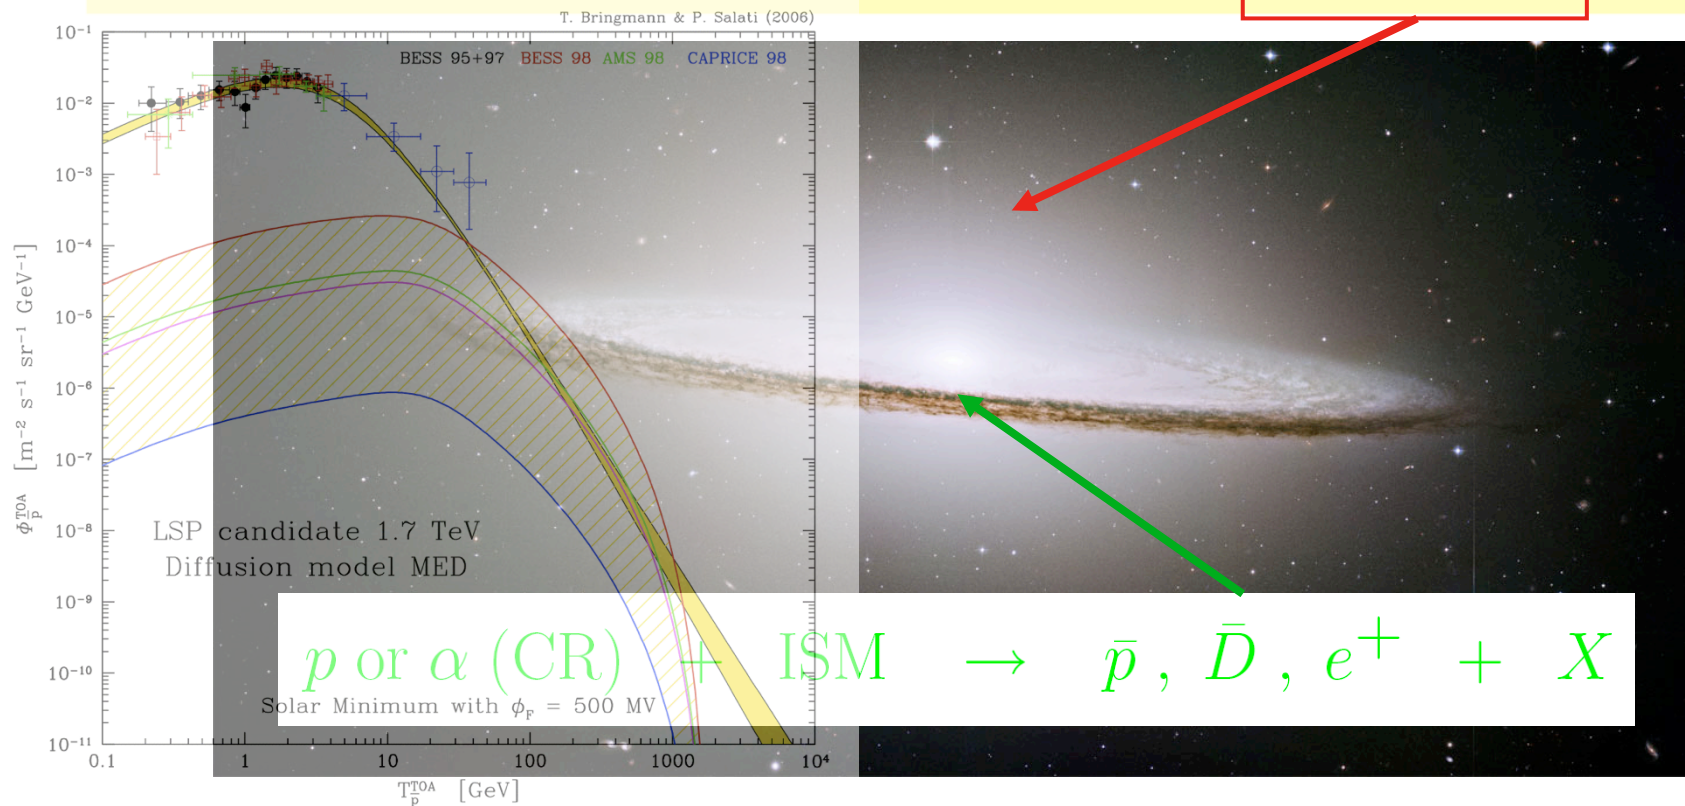 T. Bringmann & P. Salati (2006)
BESS 95+97 BESS 98 AMS 98 CAPRICE 98
10⁻¹
10⁻²
10⁻³
10⁻⁴
10⁻⁵
10⁻⁶
10⁻⁷
10⁻⁸
10⁻⁹
10⁻¹⁰
10⁻¹¹
Φ_p̄^TOA [m⁻² s⁻¹ sr⁻¹ GeV⁻¹]
LSP candidate 1.7 TeV
Diffusion model MED
p or α (CR) + ISM → p̄ , D̄ , e⁺ + X
Solar Minimum with ϕ_F = 500 MV
0.1 1 10 100 1000 10⁴
T_p̄^TOA [GeV]